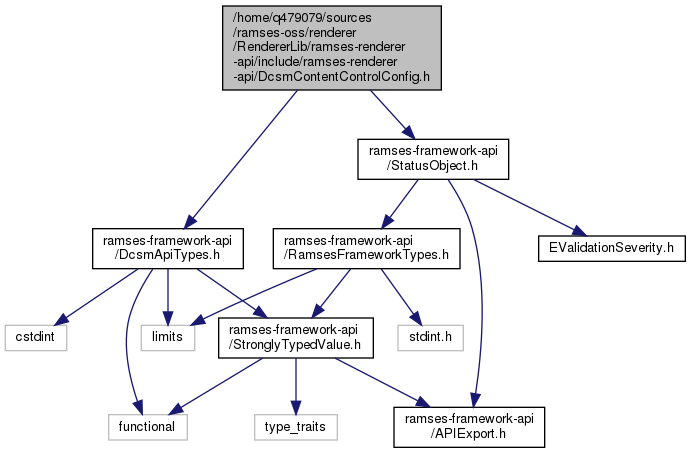 /home/q479079/sources
/ramses-oss/renderer
/RendererLib/ramses-renderer
-api/include/ramses-renderer
-api/DcsmContentControlConfig.h
ramses-framework-api
/StatusObject.h
ramses-framework-api
/DcsmApiTypes.h
ramses-framework-api
/RamsesFrameworkTypes.h
EValidationSeverity.h
cstdint
limits
ramses-framework-api
/StronglyTypedValue.h
stdint.h
functional
type_traits
ramses-framework-api
/APIExport.h